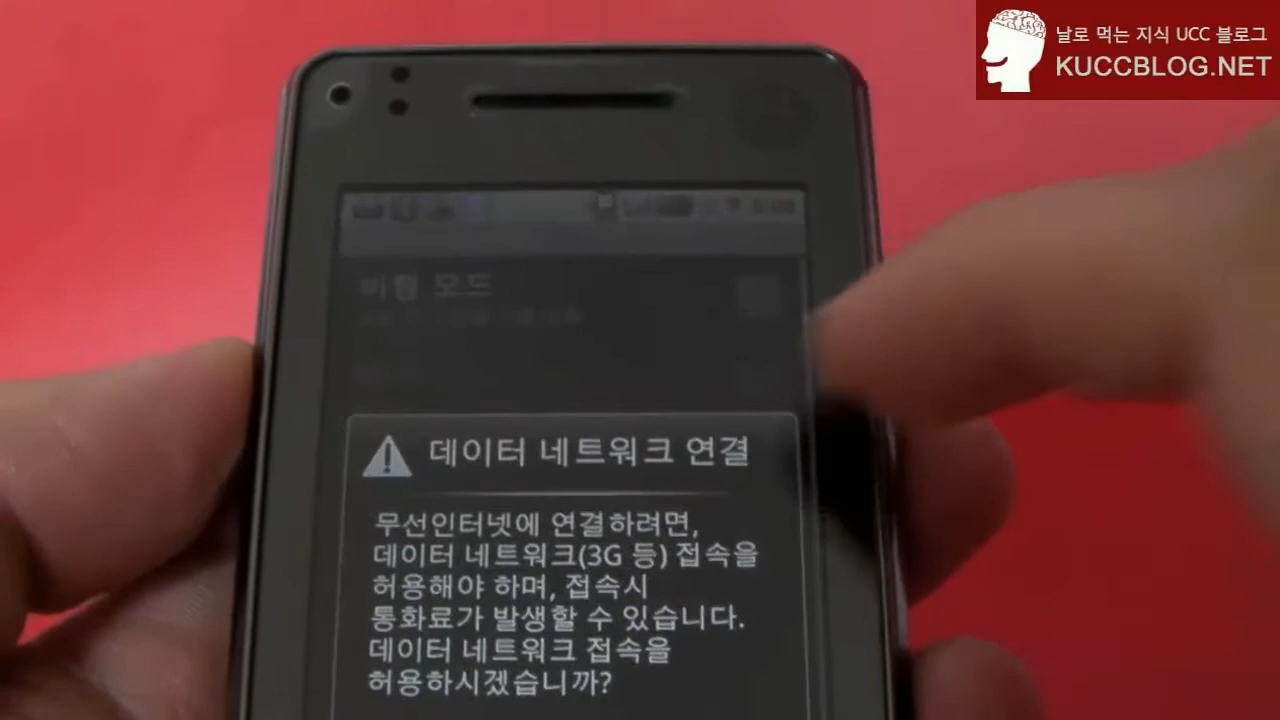 날로 먹는 지식 UCC 블로그
KUCCBLOG.NET
비행 모드
데이터 네트워크 연결
무선인터넷에 연결하려면,
데이터 네트워크(3G 등) 접속을
허용해야 하며, 접속시
통화료가 발생할 수 있습니다.
데이터 네트워크 접속을
허용하시겠습니까?